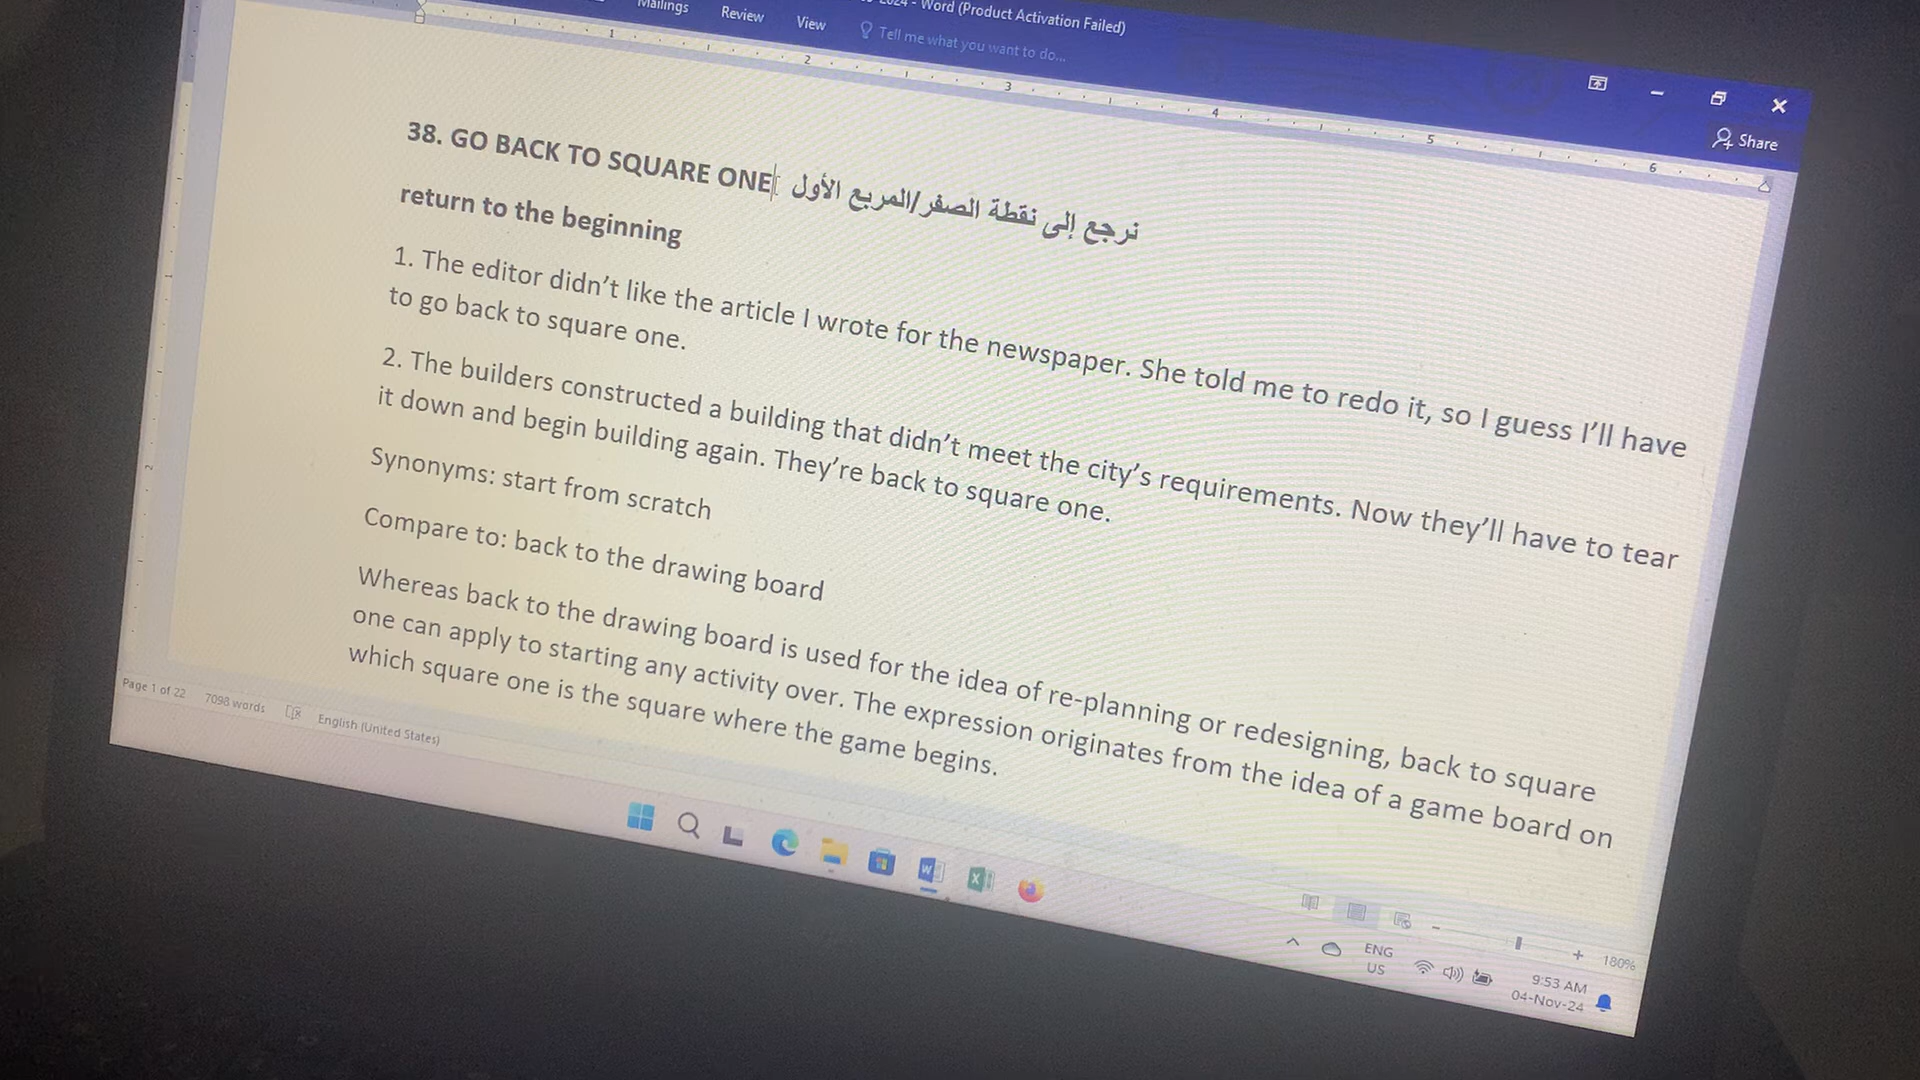 2024 - Word (Product Activation Failed)
Mailings Review View Tell me what you want to do...
Share
1 2 3 4 5 6
38. GO BACK TO SQUARE ONE نرجع إلى نقطة الصفر/المربع الأول
return to the beginning
1. The editor didn’t like the article I wrote for the newspaper. She told me to redo it, so I guess I’ll have
to go back to square one.
2. The builders constructed a building that didn’t meet the city’s requirements. Now they’ll have to tear
it down and begin building again. They’re back to square one.
Synonyms: start from scratch
Compare to: back to the drawing board
Whereas back to the drawing board is used for the idea of re-planning or redesigning, back to square
one can apply to starting any activity over. The expression originates from the idea of a game board on
which square one is the square where the game begins.
Page 1 of 22 7098 words English (United States)
180%
ENG
US
9:53 AM
04-Nov-24